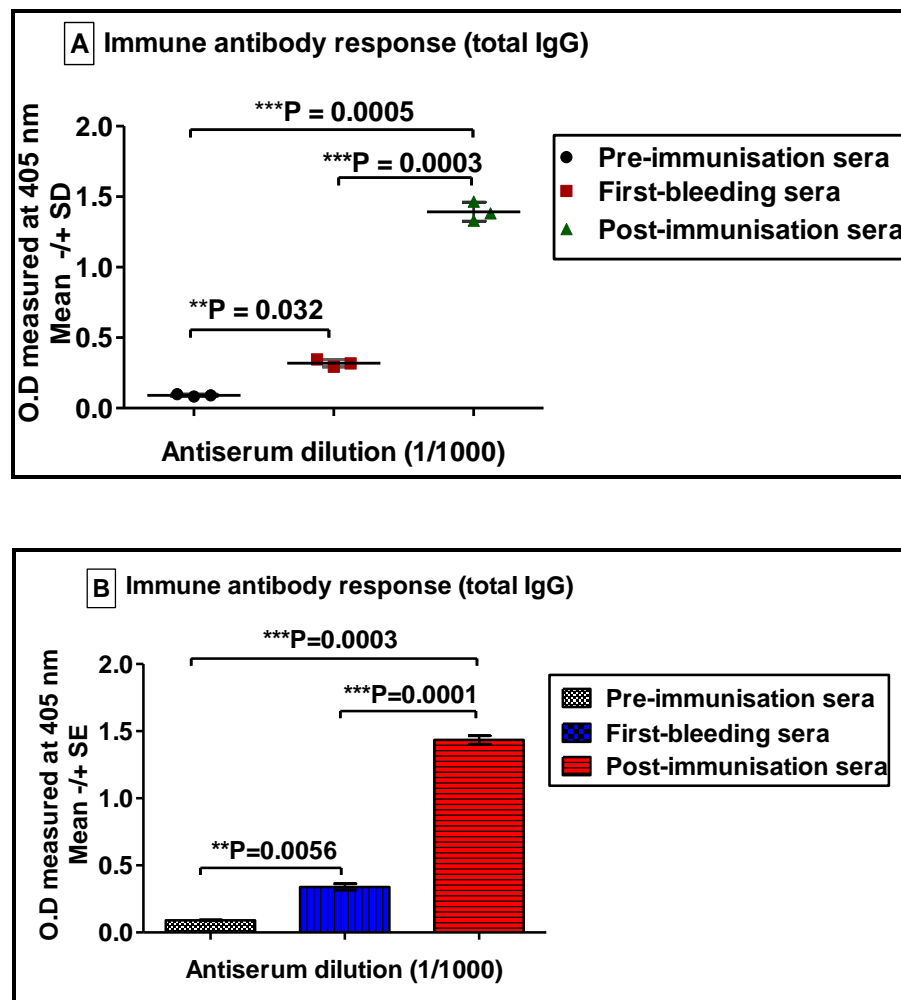 A Immune antibody response (total IgG)
***P = 0.0005
***P = 0.0003
**P = 0.032
2.0
1.5
1.0
0.5
0.0
O.D measured at 405 nm
Mean -/+ SD
Antiserum dilution (1/1000)
Pre-immunisation sera
First-bleeding sera
Post-immunisation sera
B Immune antibody response (total IgG)
***P=0.0003
***P=0.0001
**P=0.0056
2.0
1.5
1.0
0.5
0.0
O.D measured at 405 nm
Mean -/+ SE
Antiserum dilution (1/1000)
Pre-immunisation sera
First-bleeding sera
Post-immunisation sera